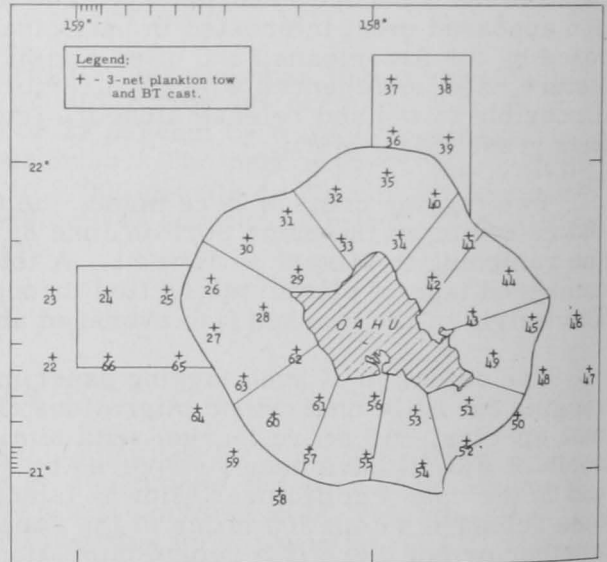 159° 158°
Legend:
+ - 3-net plankton tow
and BT cast.
37 38
36 39
22°
35
32 40
31
30 33 34 41
29 44
26 42
23 24 25
28 43 45 46
27
22 66 65 62 49
63 48 47
64 61 56 51
60 53 50
59 57 55 54 52
21°
58
OAHU